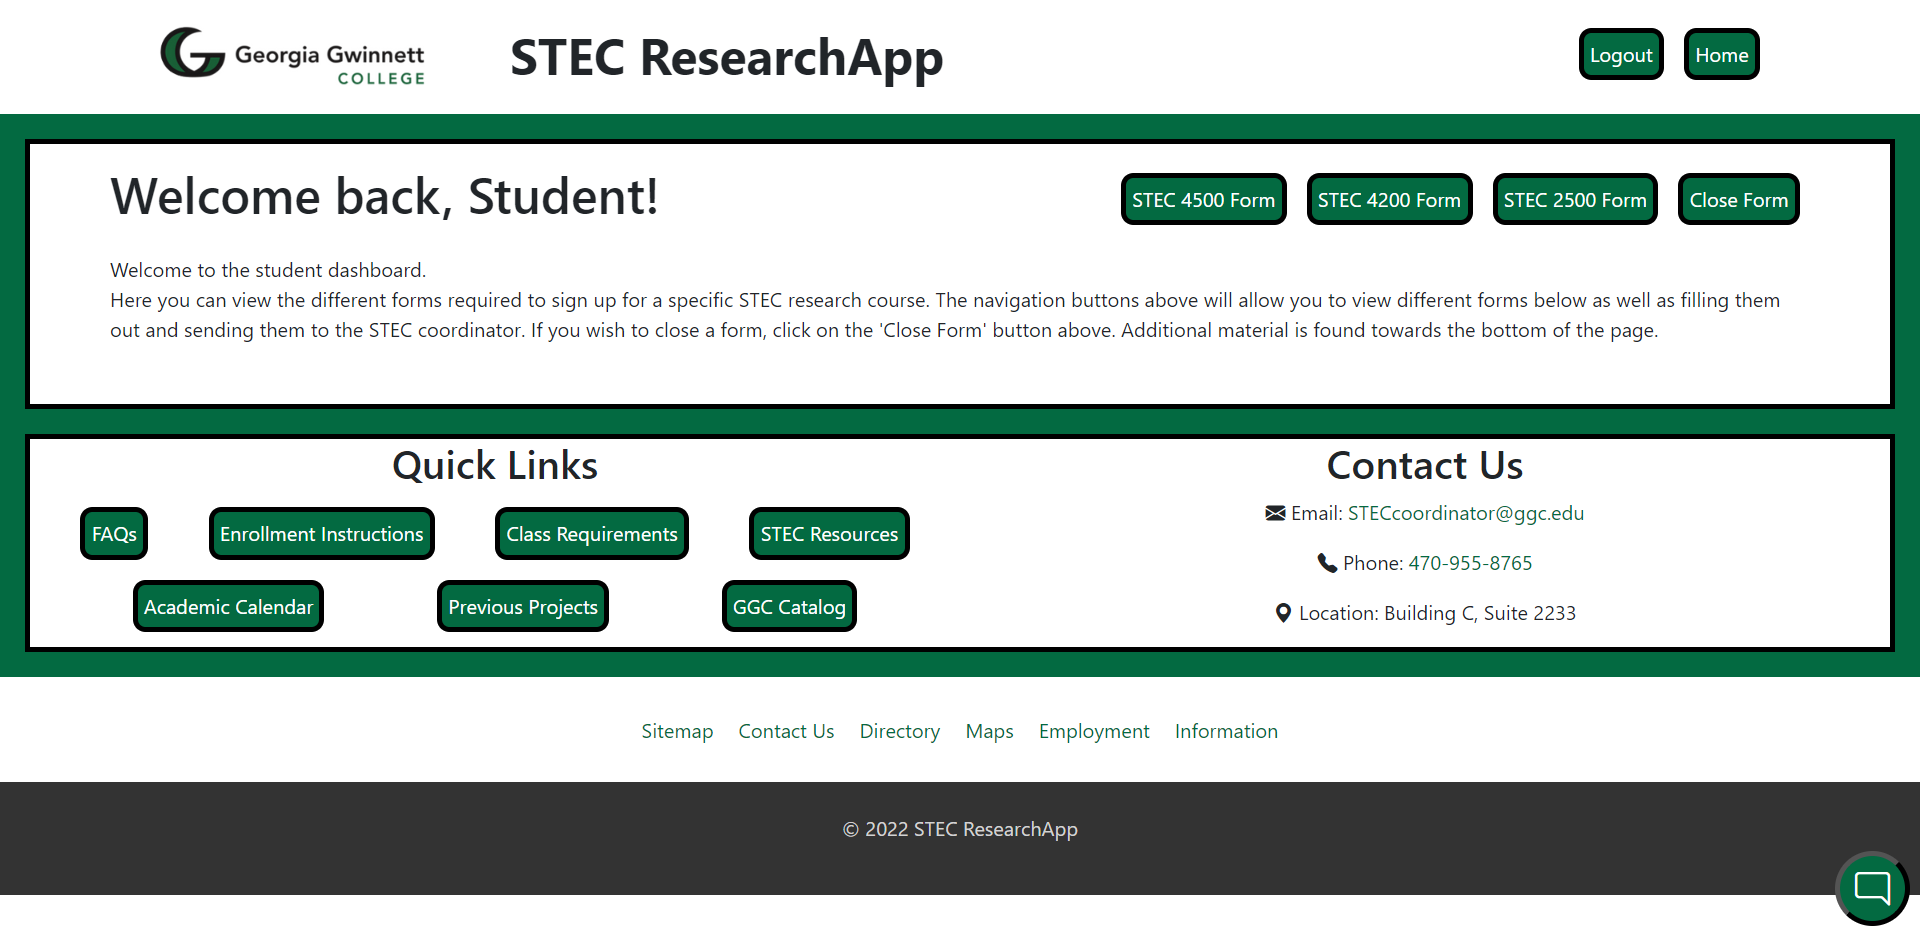 Georgia Gwinnett
COLLEGE
STEC ResearchApp
Logout
Home
Welcome back, Student!
STEC 4500 Form
STEC 4200 Form
STEC 2500 Form
Close Form
Welcome to the student dashboard.
Here you can view the different forms required to sign up for a specific STEC research course. The navigation buttons above will allow you to view different forms below as well as filling them
out and sending them to the STEC coordinator. If you wish to close a form, click on the 'Close Form' button above. Additional material is found towards the bottom of the page.
Quick Links
FAQs
Enrollment Instructions
Class Requirements
STEC Resources
Academic Calendar
Previous Projects
GGC Catalog
Contact Us
Email: STECcoordinator@ggc.edu
Phone: 470-955-8765
Location: Building C, Suite 2233
Sitemap
Contact Us
Directory
Maps
Employment
Information
© 2022 STEC ResearchApp